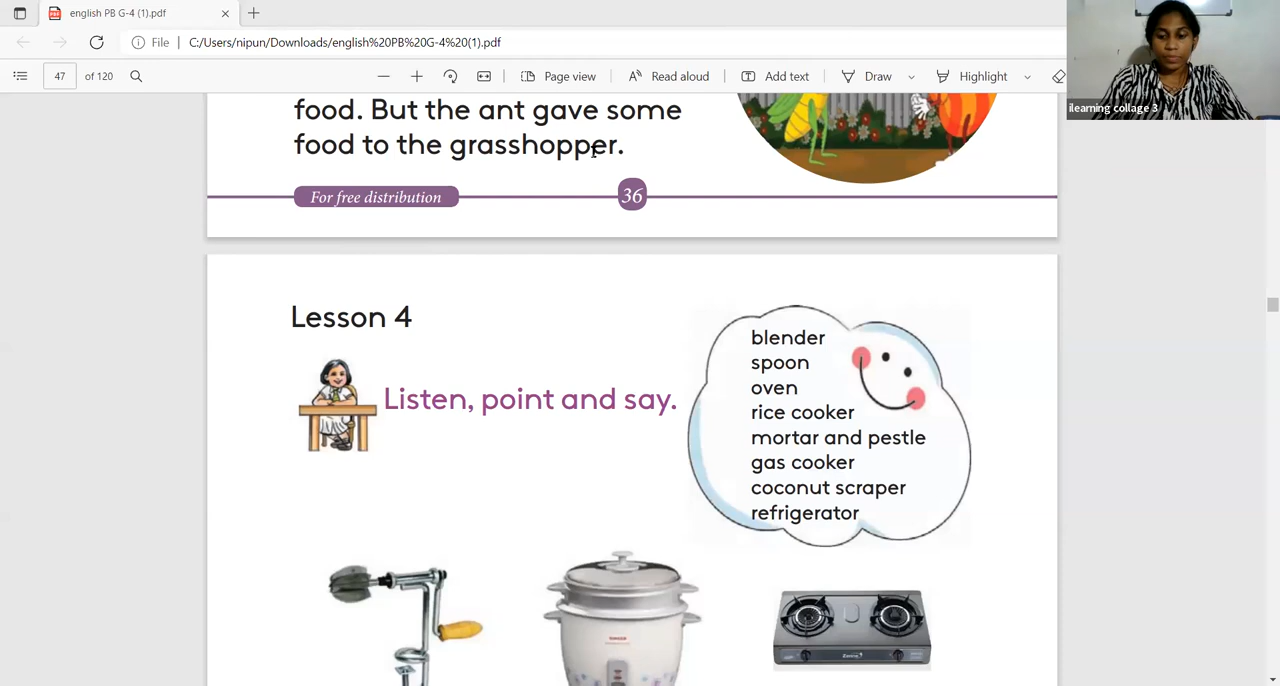 english PB G-4 (1).pdf
File
C:/Users/nipun/Downloads/english%20PB%20G-4%20(1).pdf
47 of 120
Page view
Read aloud
Add text
Draw
Highlight
ilearning collage 3
food. But the ant gave some
food to the grasshopper.
For free distribution
36
Lesson 4
Listen, point and say.
blender
spoon
oven
rice cooker
mortar and pestle
gas cooker
coconut scraper
refrigerator
SINGER